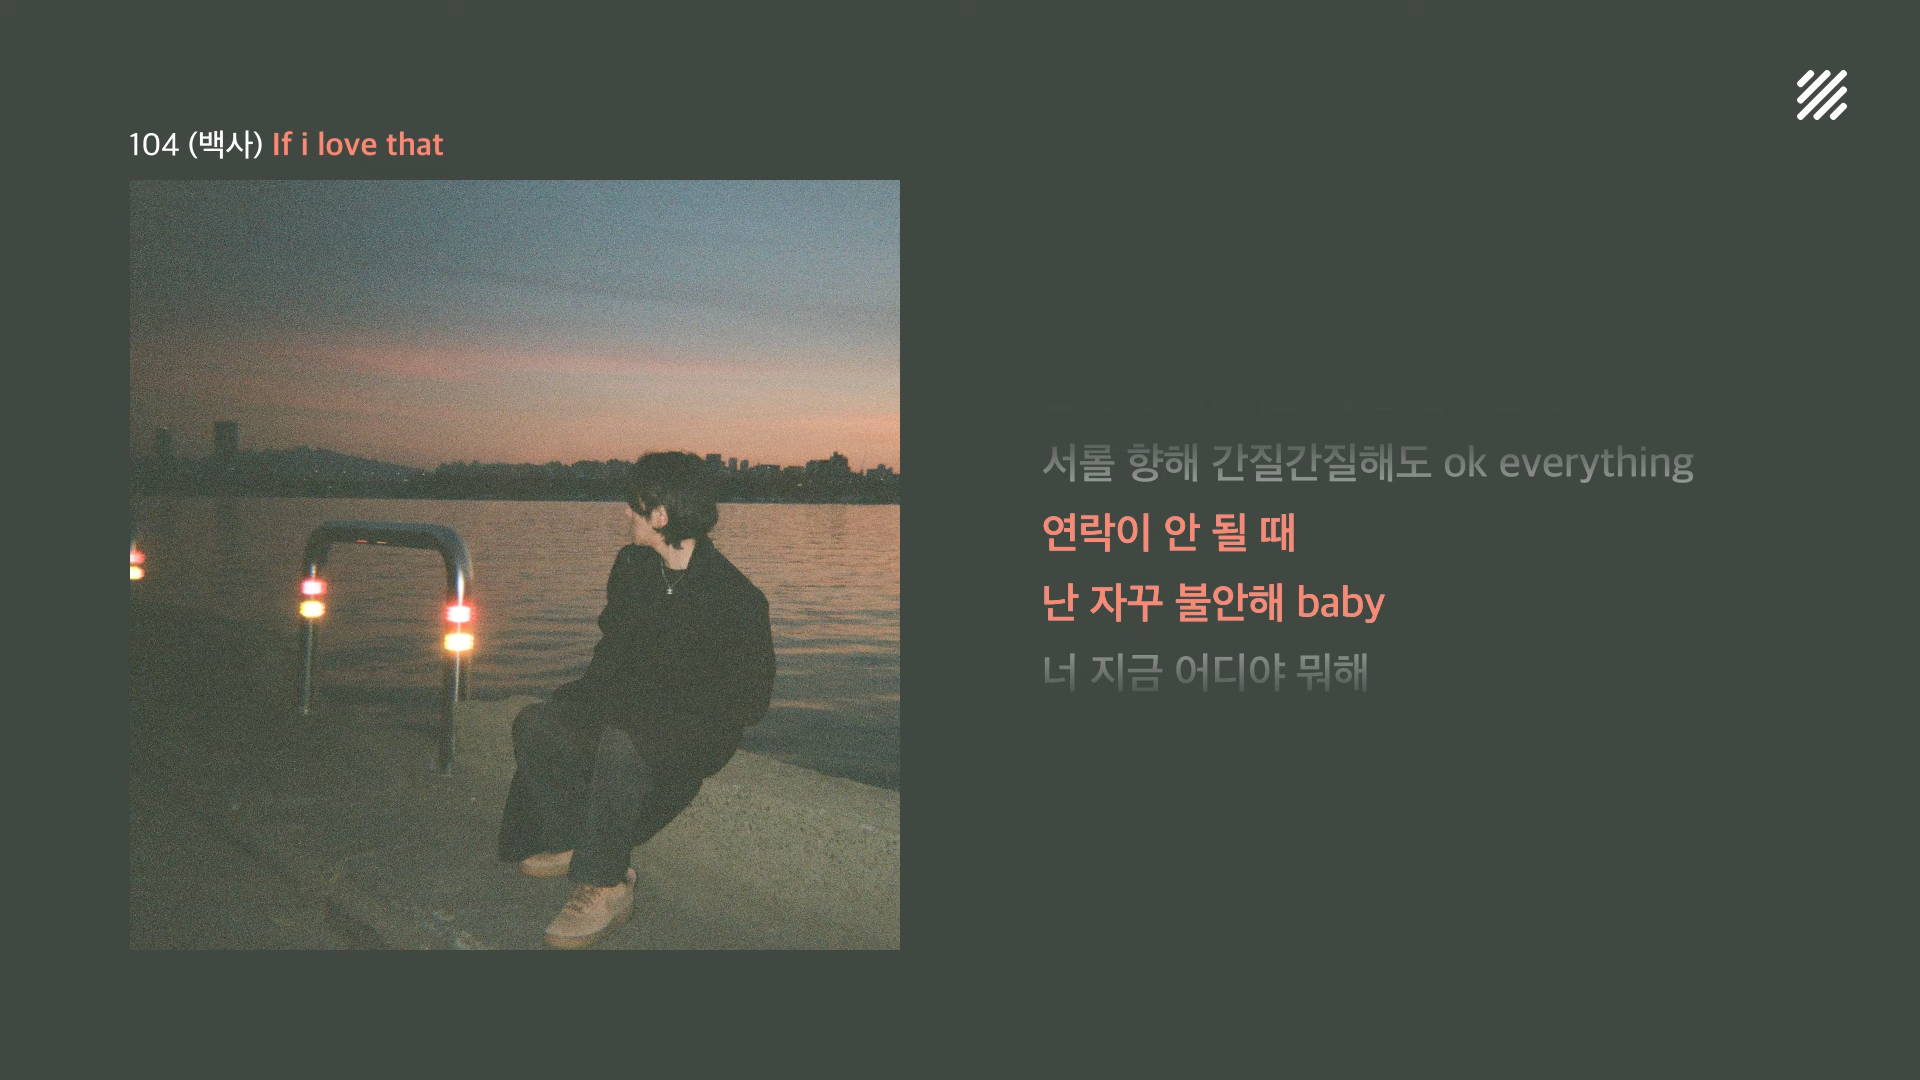 104 (백사) If i love that
서롤 향해 간질간질해도 ok everything
연락이 안 될 때
난 자꾸 불안해 baby
너 지금 어디야 뭐해